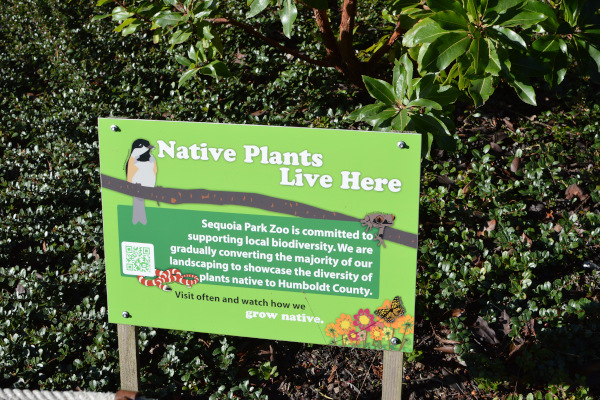 Native Plants
Live Here
Sequoia Park Zoo is committed to
supporting local biodiversity. We are
gradually converting the majority of our
landscaping to showcase the diversity of
plants native to Humboldt County.
Visit often and watch how we
grow native.